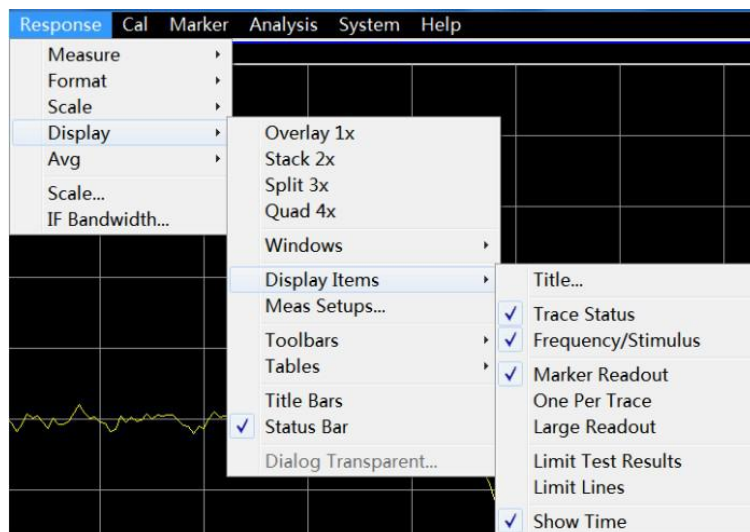 Response Cal Marker Analysis System Help
Measure
Format
Scale
Display
Avg
Scale...
IF Bandwidth...
Overlay 1x
Stack 2x
Split 3x
Quad 4x
Windows
Display Items
Meas Setups...
Toolbars
Tables
Title Bars
Status Bar
Dialog Transparent...
Title...
Trace Status
Frequency/Stimulus
Marker Readout
One Per Trace
Large Readout
Limit Test Results
Limit Lines
Show Time